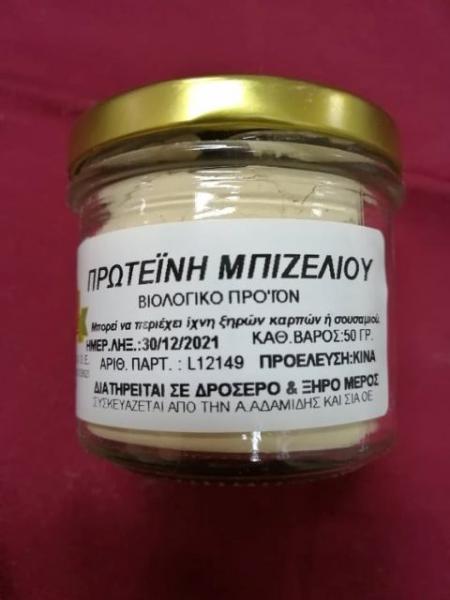 ΠΡΩΤΕΪΝΗ ΜΠΙΖΕΛΙΟΥ
ΒΙΟΛΟΓΙΚΟ ΠΡΟΪΟΝ
Μπορεί να περιέχει ίχνη ξηρών καρπών ή σουσαμιού.
ΗΜΕΡ.ΛΗΞ.:30/12/2021 ΚΑΘ.ΒΑΡΟΣ:50 ΓΡ.
ΑΡΙΘ. ΠΑΡΤ. : L12149 ΠΡΟΕΛΕΥΣΗ:ΚΙΝΑ
ΔΙΑΤΗΡΕΙΤΑΙ ΣΕ ΔΡΟΣΕΡΟ & ΞΗΡΟ ΜΕΡΟΣ
ΣΥΣΚΕΥΑΖΕΤΑΙ ΑΠΟ ΤΗΝ Α.ΑΔΑΜΙΔΗΣ ΚΑΙ ΣΙΑ ΟΕ